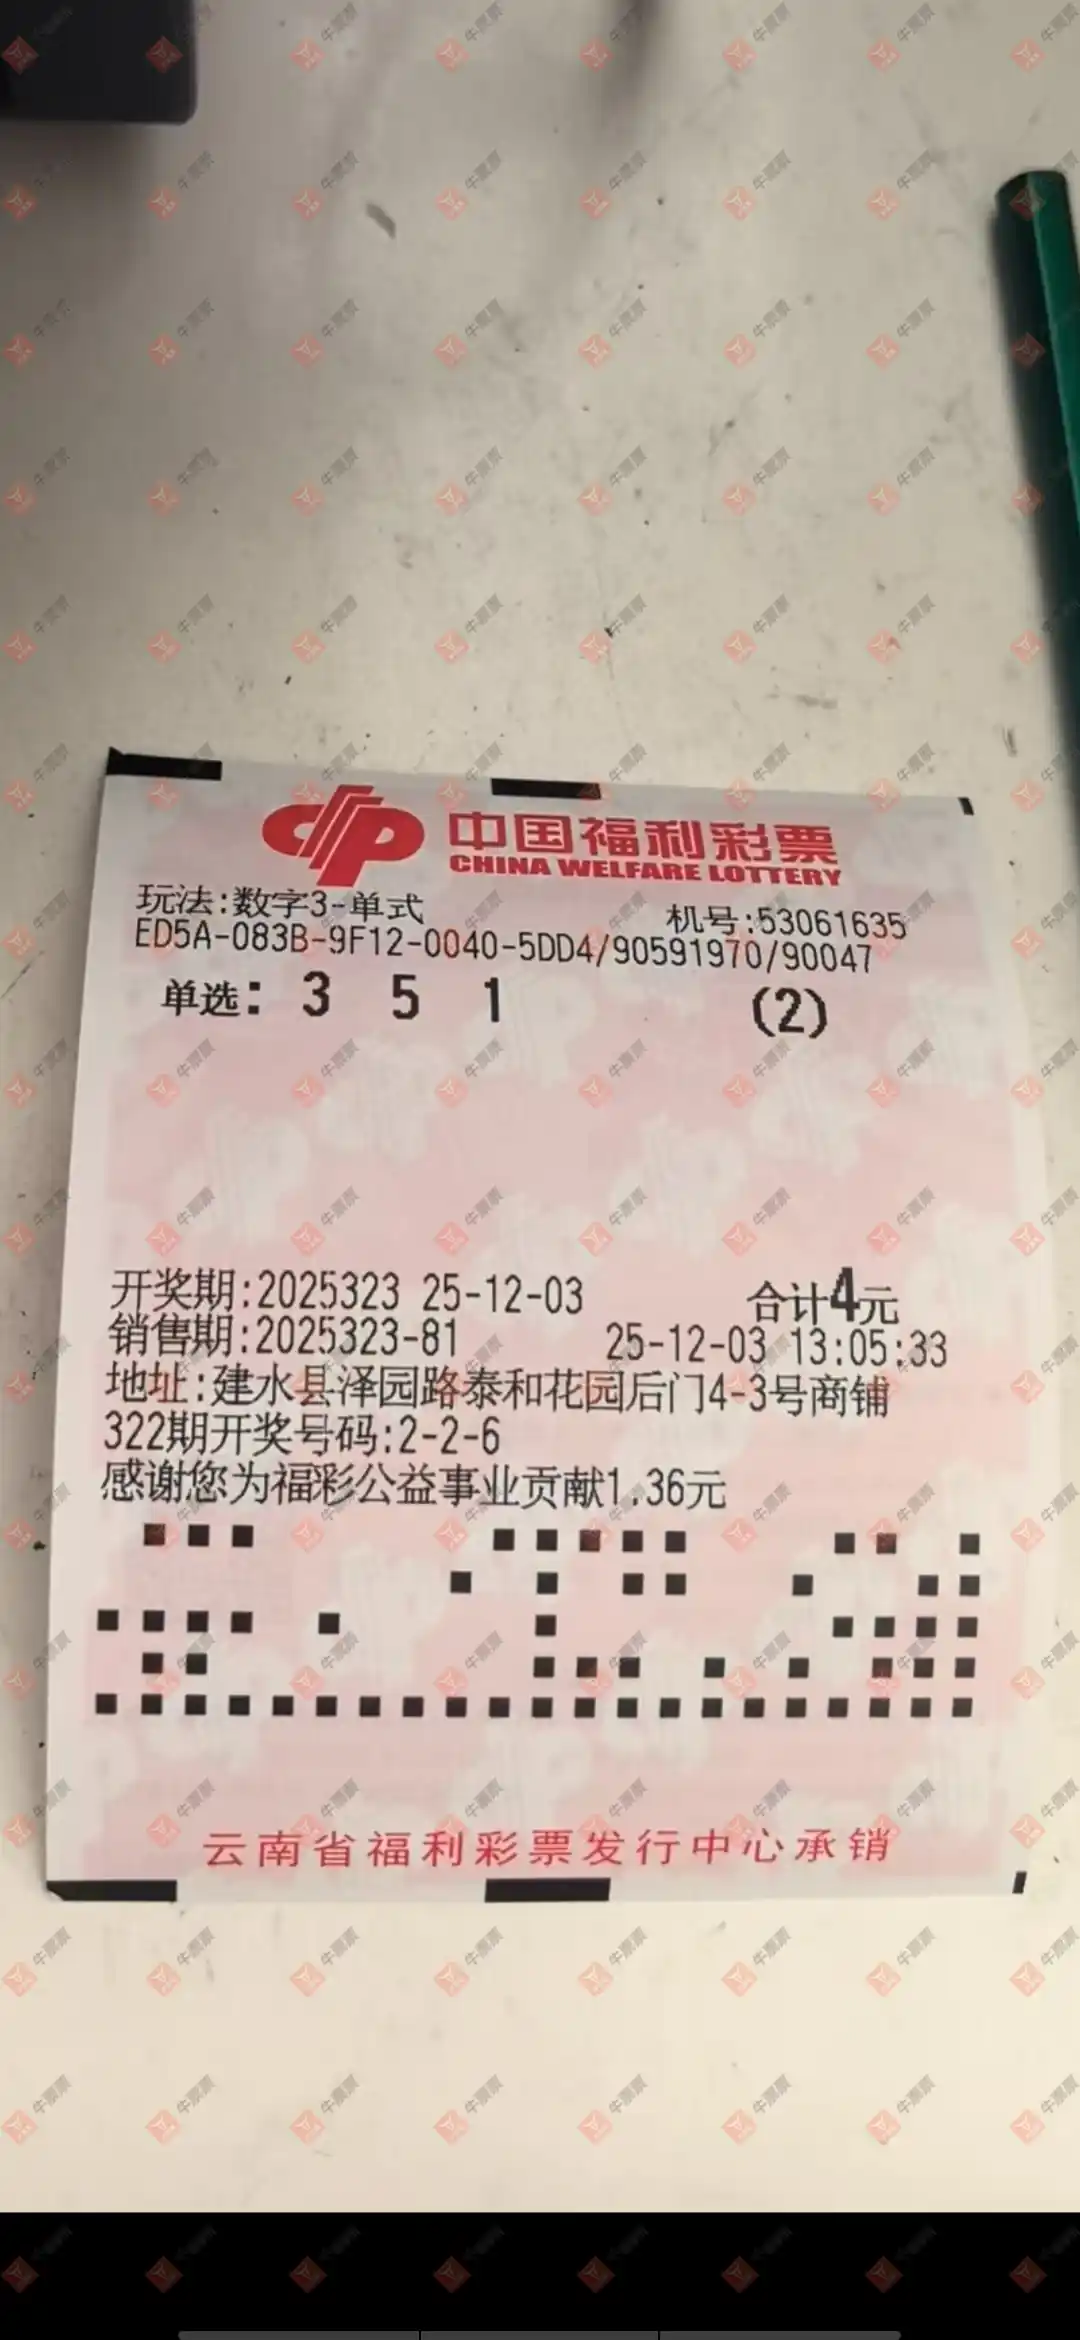 中国福利彩票
CHINA WELFARE LOTTERY
玩法:数字3-单式 机号:53061635
ED5A-083B-9F12-0040-5DD4/90591970/90047
单选: 3 5 1 (2)
开奖期:2025323 25-12-03 合计4元
销售期:2025323-81 25-12-03 13:05:33
地址:建水县泽园路泰和花园后门4-3号商铺
322期开奖号码:2-2-6
感谢您为福彩公益事业贡献1.36元
云南省福利彩票发行中心承销
牛票票